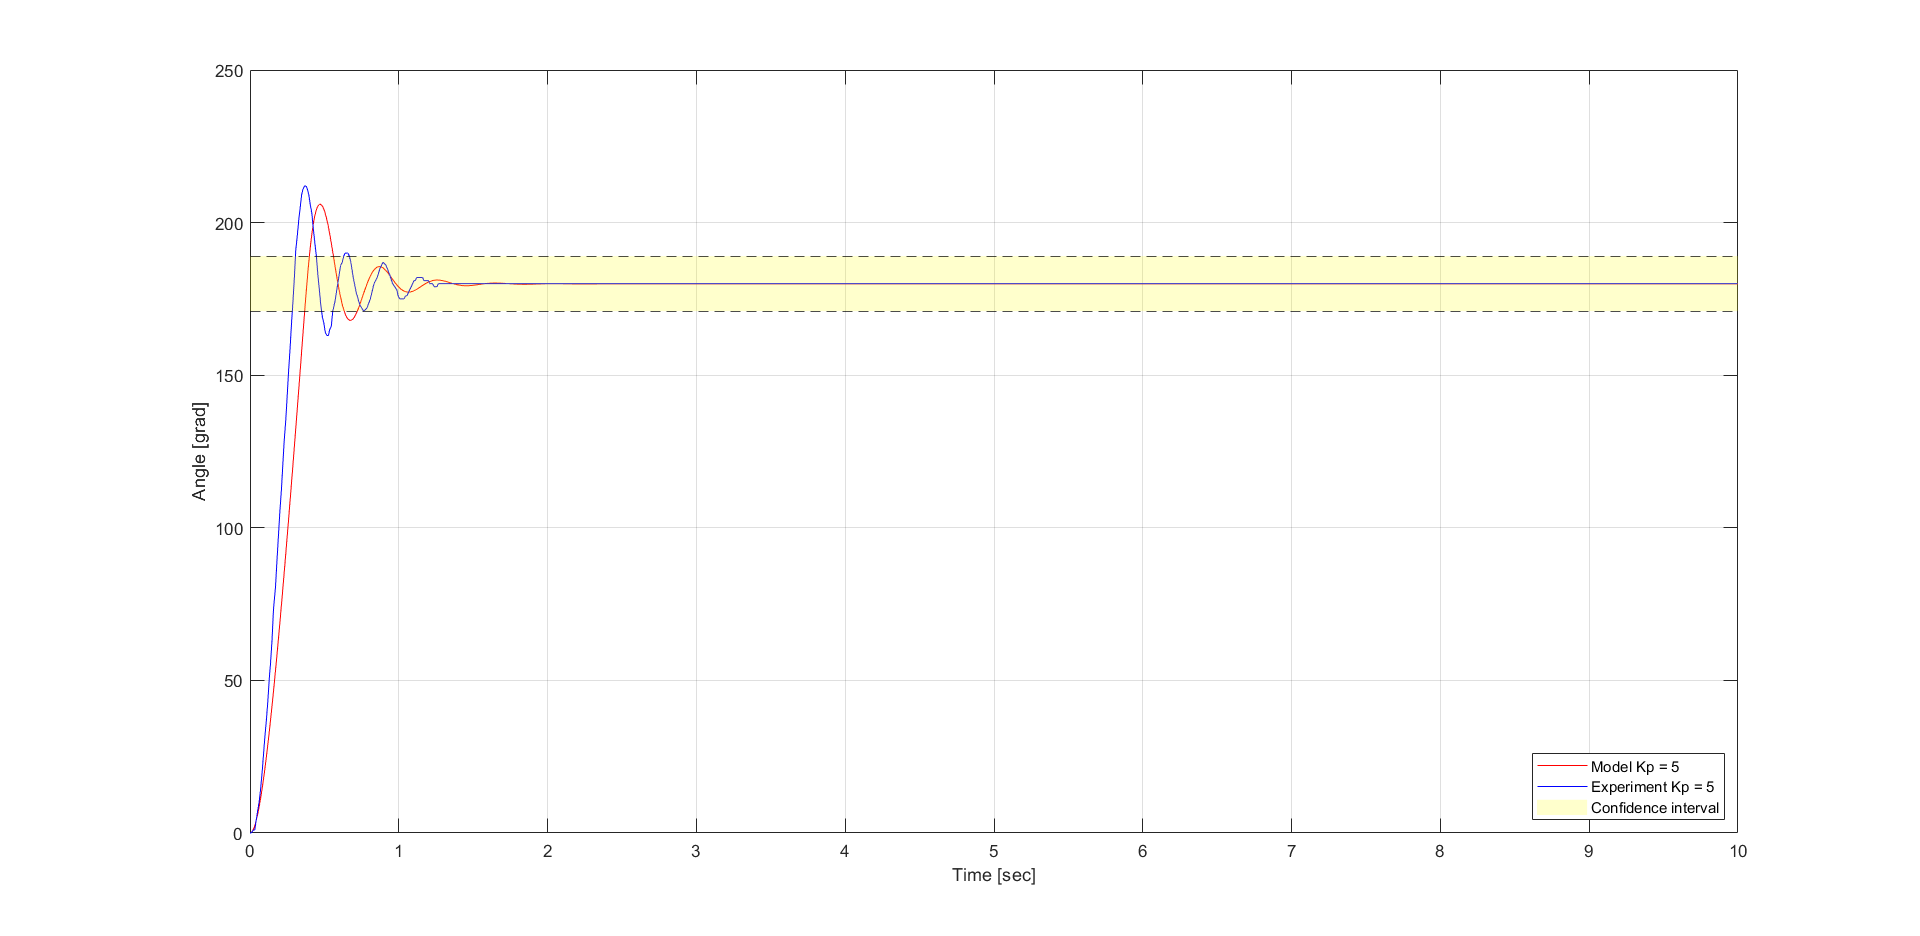 250
200
150
100
50
0
Angle [grad]
0 1 2 3 4 5 6 7 8 9 10
Time [sec]
Model Kp = 5
Experiment Kp = 5
Confidence interval